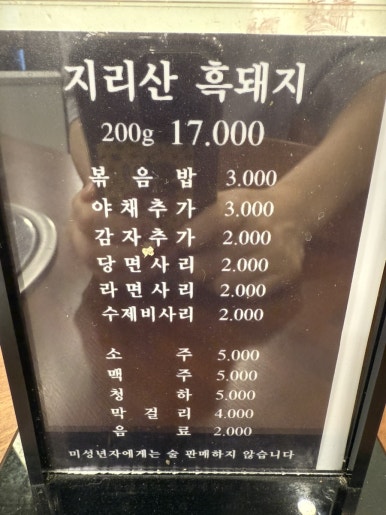 지리산 흑돼지
200g 17.000
볶음밥 3.000
야채추가 3.000
감자추가 2.000
당면사리 2.000
라면사리 2.000
수제비사리 2.000
소주 5.000
맥주 5.000
청하 5.000
막걸리 4.000
음료 2.000
미성년자에게는 술 판매하지 않습니다